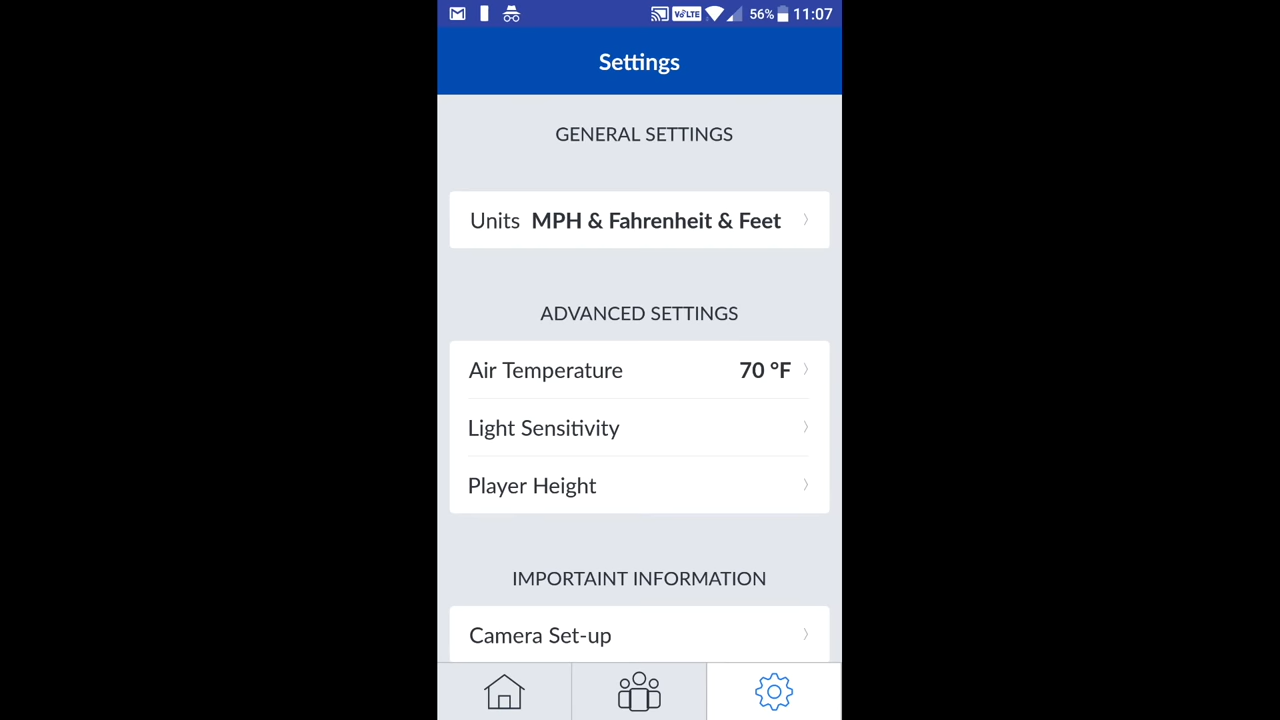 VoLTE 56% 11:07
Settings
GENERAL SETTINGS
Units MPH & Fahrenheit & Feet
ADVANCED SETTINGS
Air Temperature 70 °F
Light Sensitivity
Player Height
IMPORTAINT INFORMATION
Camera Set-up